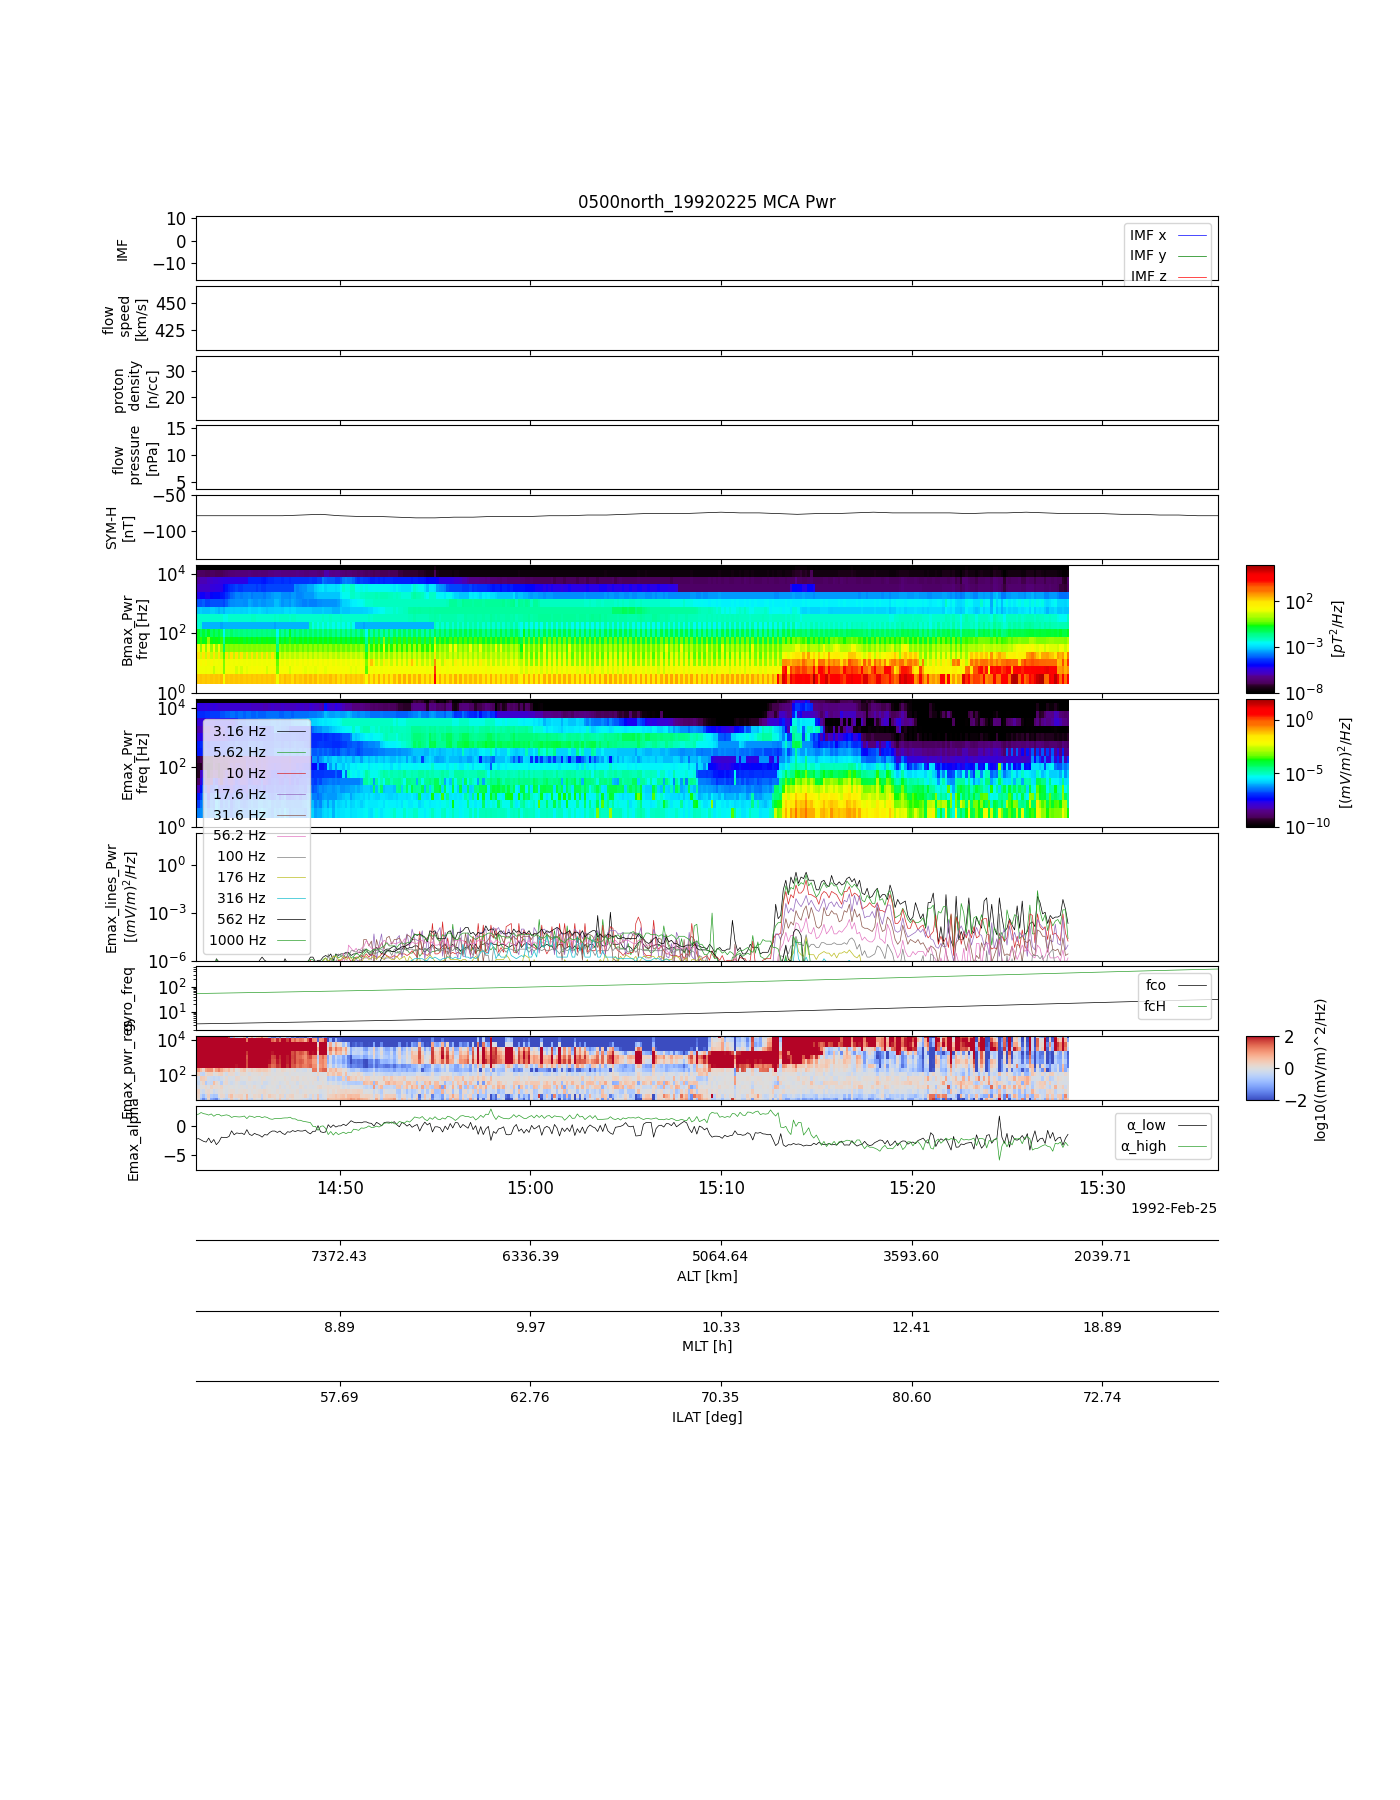 0500north_19920225 MCA Pwr
10
0
−10
IMF
IMF x
IMF y
IMF z
450
425
flow
speed
[km/s]
30
20
proton
density
[n/cc]
15
10
5
flow
pressure
[nPa]
−50
−100
SYM-H
[nT]
10^4
10^2
10^0
Bmax_Pwr
freq [Hz]
10^2
10^−3
10^−8
[pT^2/Hz]
10^4
10^2
10^0
Emax_Pwr
freq [Hz]
10^0
10^−5
10^−10
[(mV/m)^2/Hz]
3.16 Hz
5.62 Hz
10 Hz
17.6 Hz
31.6 Hz
56.2 Hz
100 Hz
176 Hz
316 Hz
562 Hz
1000 Hz
10^0
10^−3
10^−6
Emax_lines_Pwr
[(mV/m)^2/Hz]
10^2
10^1
gyro_freq
fco
fcH
10^4
10^2
Emax_pwr_reg
2
0
−2
log10((mV/m)^2/Hz)
0
−5
Emax_alpha
α_low
α_high
14:50 15:00 15:10 15:20 15:30
1992-Feb-25
7372.43 6336.39 5064.64 3593.60 2039.71
ALT [km]
8.89 9.97 10.33 12.41 18.89
MLT [h]
57.69 62.76 70.35 80.60 72.74
ILAT [deg]